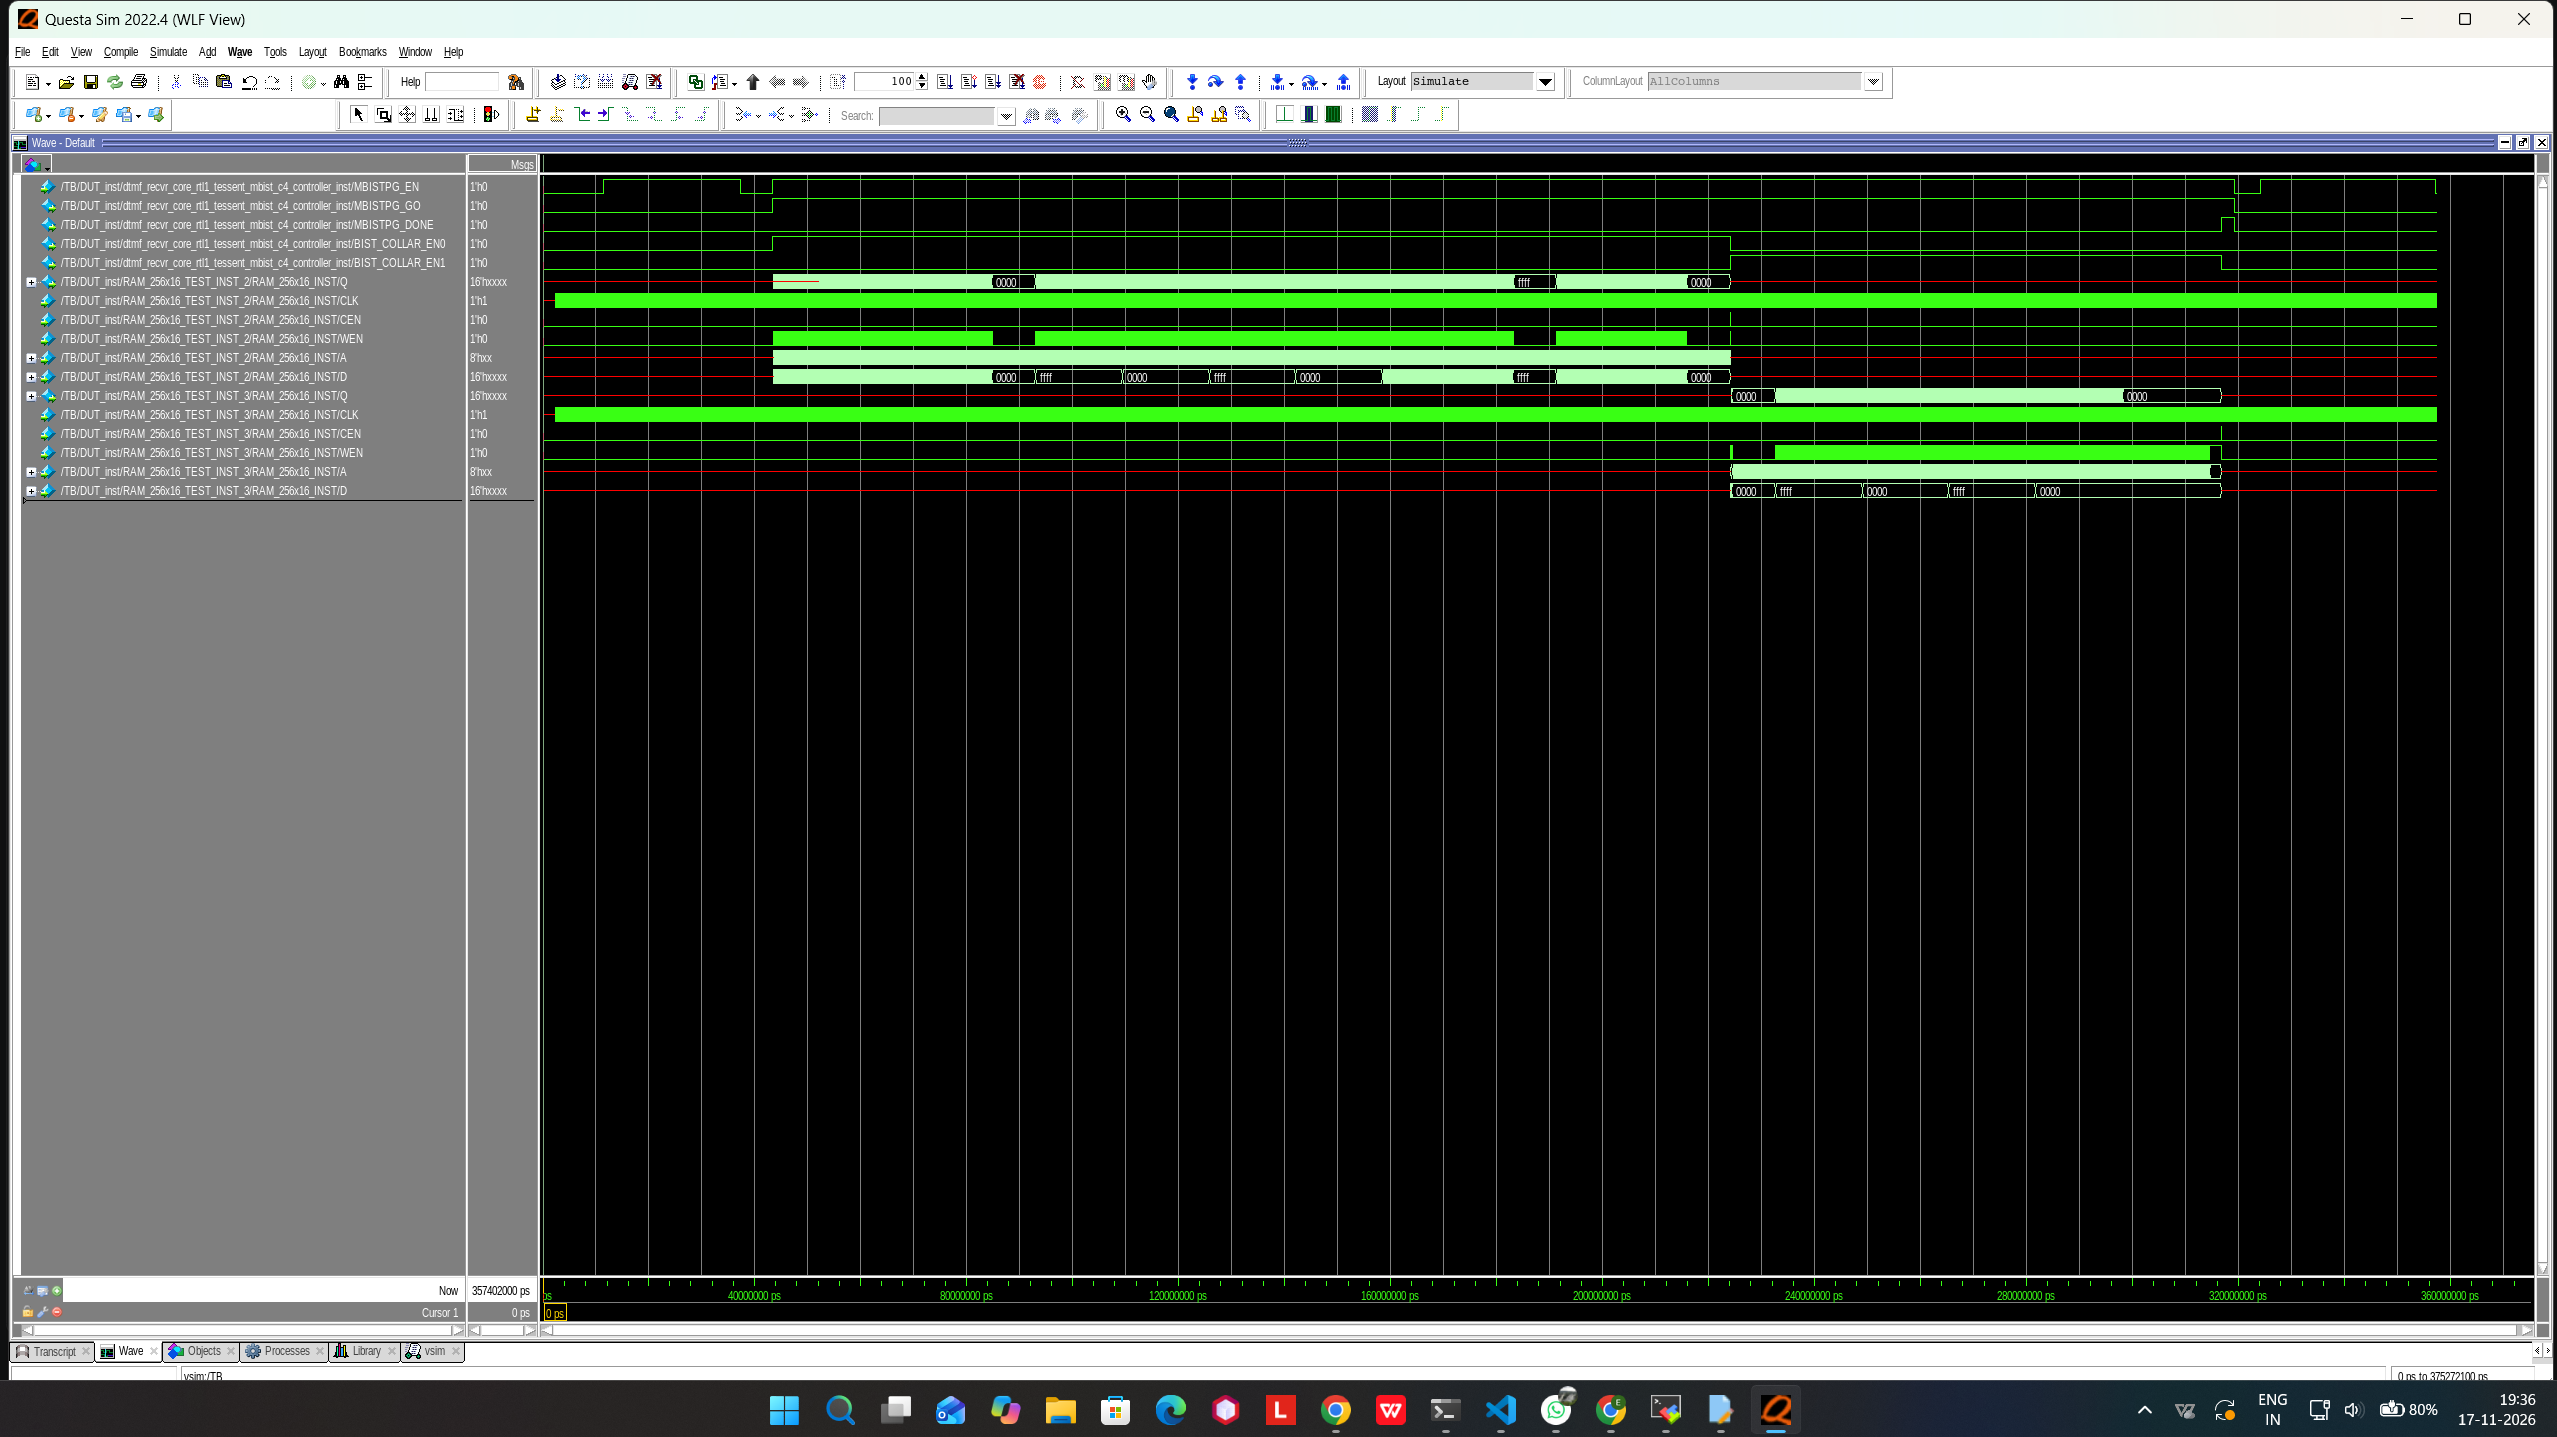 Questa Sim 2022.4 (WLF View)
File Edit View Compile Simulate Add Wave Tools Layout Bookmarks Window Help
Help 100 Layout Simulate ColumnLayout AllColumns
Search:
Wave - Default
Msgs
/TB/DUT_inst/dtmf_recvr_core_rtl1_tessent_mbist_c4_controller_inst/MBISTPG_EN 1'h0
/TB/DUT_inst/dtmf_recvr_core_rtl1_tessent_mbist_c4_controller_inst/MBISTPG_GO 1'h0
/TB/DUT_inst/dtmf_recvr_core_rtl1_tessent_mbist_c4_controller_inst/MBISTPG_DONE 1'h0
/TB/DUT_inst/dtmf_recvr_core_rtl1_tessent_mbist_c4_controller_inst/BIST_COLLAR_EN0 1'h0
/TB/DUT_inst/dtmf_recvr_core_rtl1_tessent_mbist_c4_controller_inst/BIST_COLLAR_EN1 1'h0
/TB/DUT_inst/RAM_256x16_TEST_INST_2/RAM_256x16_INST/Q 16'hxxxx 0000 ffff 0000
/TB/DUT_inst/RAM_256x16_TEST_INST_2/RAM_256x16_INST/CLK 1'h1
/TB/DUT_inst/RAM_256x16_TEST_INST_2/RAM_256x16_INST/CEN 1'h0
/TB/DUT_inst/RAM_256x16_TEST_INST_2/RAM_256x16_INST/WEN 1'h0
/TB/DUT_inst/RAM_256x16_TEST_INST_2/RAM_256x16_INST/A 8'hxx
/TB/DUT_inst/RAM_256x16_TEST_INST_2/RAM_256x16_INST/D 16'hxxxx 0000 ffff 0000 ffff 0000 ffff 0000
/TB/DUT_inst/RAM_256x16_TEST_INST_3/RAM_256x16_INST/Q 16'hxxxx 0000 0000
/TB/DUT_inst/RAM_256x16_TEST_INST_3/RAM_256x16_INST/CLK 1'h1
/TB/DUT_inst/RAM_256x16_TEST_INST_3/RAM_256x16_INST/CEN 1'h0
/TB/DUT_inst/RAM_256x16_TEST_INST_3/RAM_256x16_INST/WEN 1'h0
/TB/DUT_inst/RAM_256x16_TEST_INST_3/RAM_256x16_INST/A 8'hxx
/TB/DUT_inst/RAM_256x16_TEST_INST_3/RAM_256x16_INST/D 16'hxxxx 0000 ffff 0000 ffff 0000
Now 357402000 ps ps 40000000 ps 80000000 ps 120000000 ps 160000000 ps 200000000 ps 240000000 ps 280000000 ps 320000000 ps 360000000 ps
Cursor 1 0 ps 0 ps
Transcript Wave Objects Processes Library vsim
vsim:/TB 0 ps to 375272100 ps
ENG 19:36
IN 80% 17-11-2026